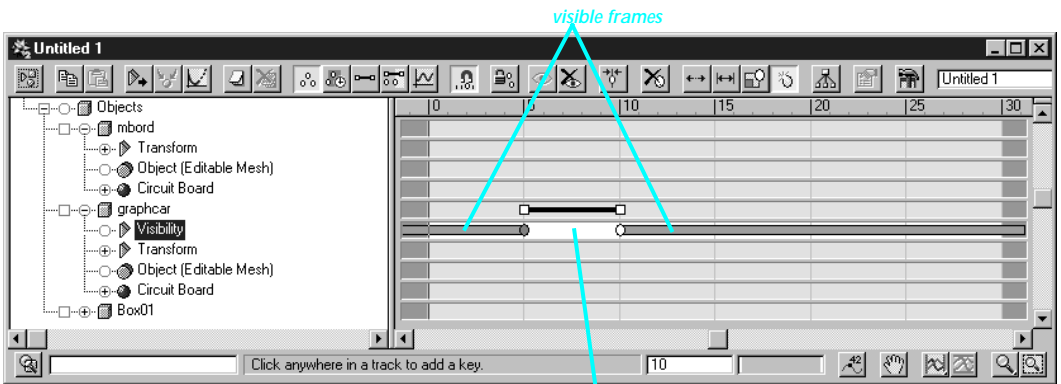 visible frames
Untitled 1
Untitled 1
Objects
0 5 10 15 20 25 30
mbord
Transform
Object (Editable Mesh)
Circuit Board
graphcar
Visibility
Transform
Object (Editable Mesh)
Circuit Board
Box01
Click anywhere in a track to add a key.
10